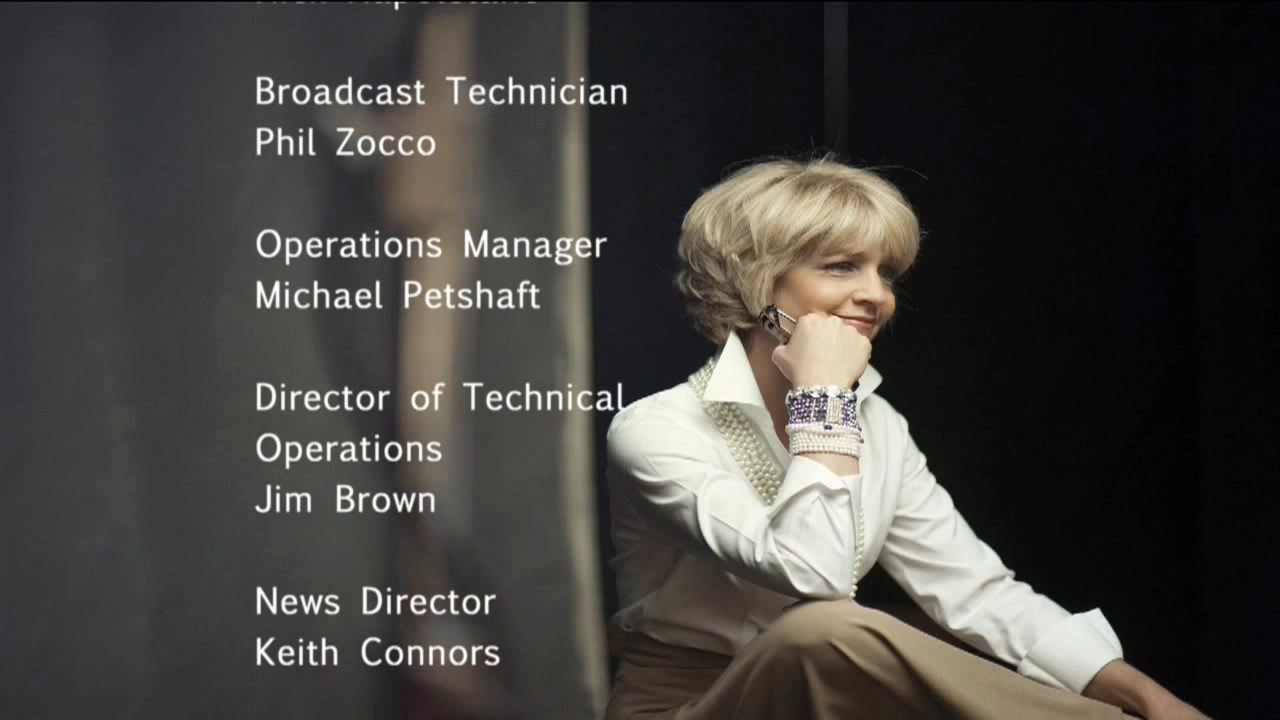 Broadcast Technician
Phil Zocco
Operations Manager
Michael Petshaft
Director of Technical
Operations
Jim Brown
News Director
Keith Connors